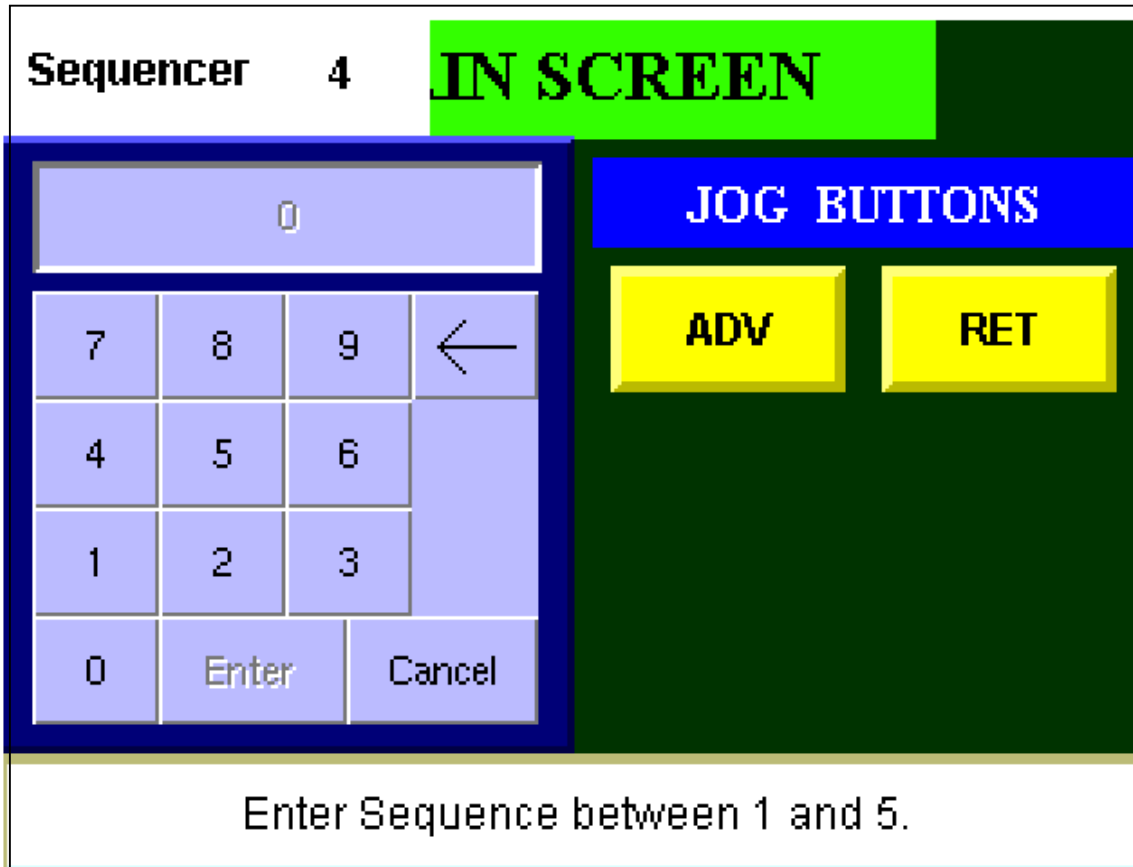 Sequencer 4 IN SCREEN
0
JOG BUTTONS
7 8 9
ADV RET
4 5 6
1 2 3
0 Enter Cancel
Enter Sequence between 1 and 5.